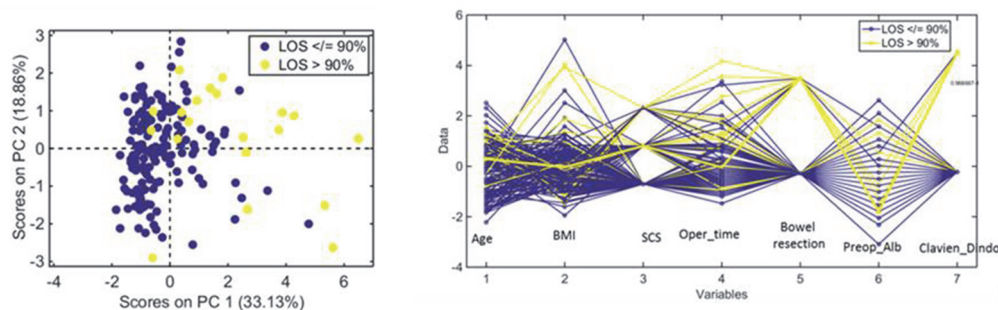 3
2
1
0
-1
-2
-3
Scores on PC 2 (18.86%)
LOS </= 90%
LOS > 90%
-4
-2
0
2
4
6
Scores on PC 1 (33.13%)
6
4
2
0
-2
-4
Data
LOS </= 90%
LOS > 90%
Age
BMI
SCS
Oper_time
Bowel
resection
Preop_Alb
Clavien_Dindo
1
2
3
4
5
6
7
Variables